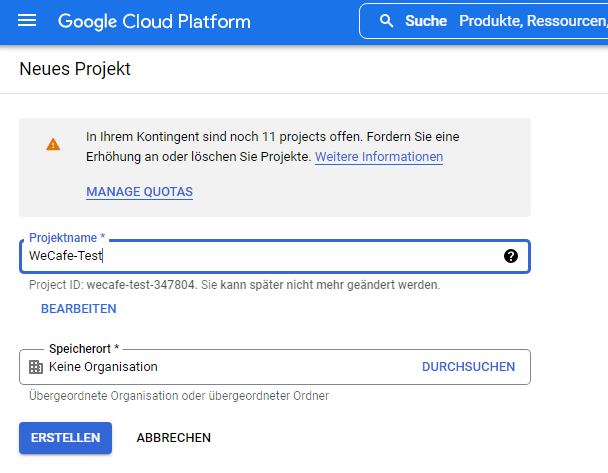 Google Cloud Platform
Suche Produkte, Ressourcen,
Neues Projekt
In Ihrem Kontingent sind noch 11 projects offen. Fordern Sie eine
Erhöhung an oder löschen Sie Projekte. Weitere Informationen
MANAGE QUOTAS
Projektname *
WeCafe-Test
Project ID: wecafe-test-347804. Sie kann später nicht mehr geändert werden.
BEARBEITEN
Speicherort *
Keine Organisation DURCHSUCHEN
Übergeordnete Organisation oder übergeordneter Ordner
ERSTELLEN ABBRECHEN